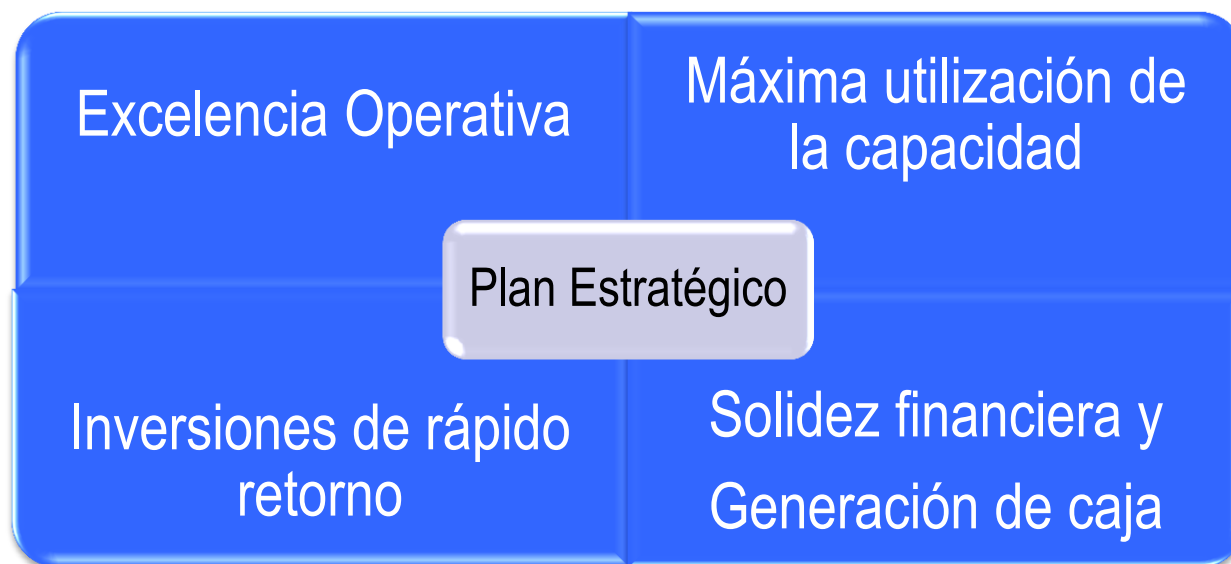 Excelencia Operativa
Máxima utilización de
la capacidad
Plan Estratégico
Inversiones de rápido
retorno
Solidez financiera y
Generación de caja